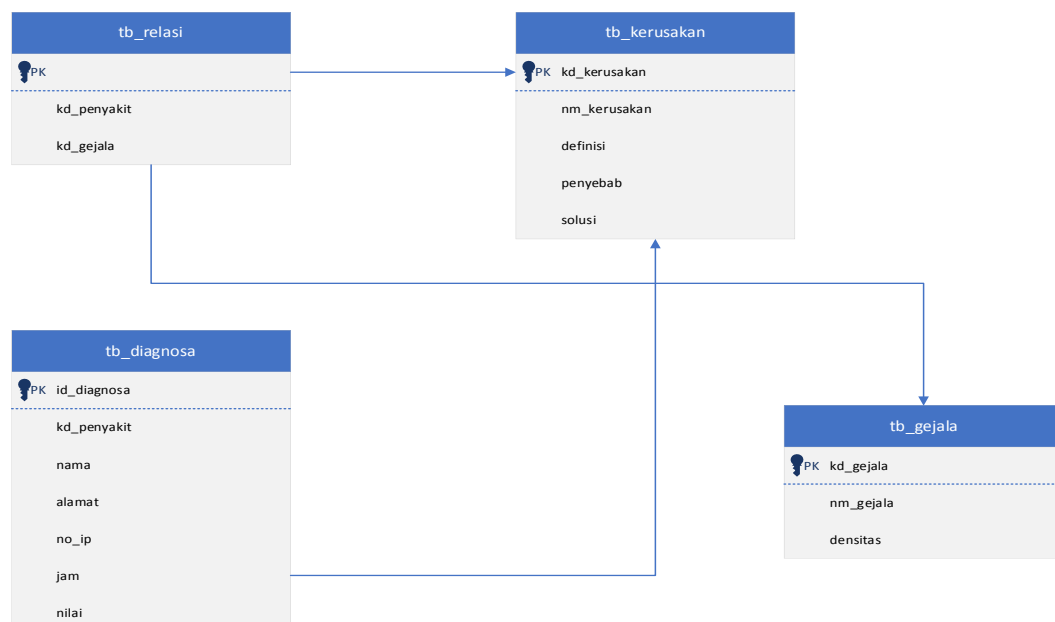 tb_relasi
PK
kd_penyakit
kd_gejala
tb_kerusakan
PK kd_kerusakan
nm_kerusakan
definisi
penyebab
solusi
tb_diagnosa
PK id_diagnosa
kd_penyakit
nama
alamat
no_ip
jam
nilai
tb_gejala
PK kd_gejala
nm_gejala
densitas